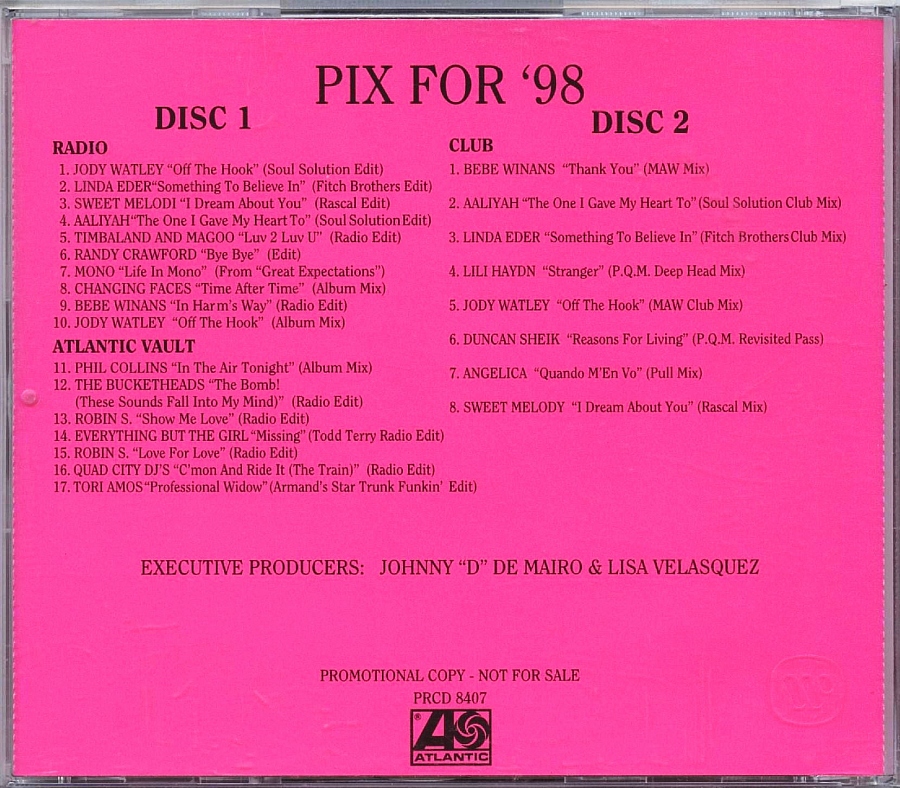 PIX FOR ‘98
DISC 1
RADIO
1. JODY WATLEY “Off The Hook” (Soul Solution Edit)
2. LINDA EDER“Something To Believe In” (Fitch Brothers Edit)
3. SWEET MELODI “I Dream About You” (Rascal Edit)
4. AALIYAH“The One I Gave My Heart To” (Soul Solution Edit)
5. TIMBALAND AND MAGOO “Luv 2 Luv U” (Radio Edit)
6. RANDY CRAWFORD “Bye Bye” (Edit)
7. MONO “Life In Mono” (From “Great Expectations”)
8. CHANGING FACES “Time After Time” (Album Mix)
9. BEBE WINANS “In Harm's Way” (Radio Edit)
10. JODY WATLEY “Off The Hook” (Album Mix)
ATLANTIC VAULT
11. PHIL COLLINS “In The Air Tonight” (Album Mix)
12. THE BUCKETHEADS “The Bomb!
(These Sounds Fall Into My Mind)” (Radio Edit)
13. ROBIN S. “Show Me Love” (Radio Edit)
14. EVERYTHING BUT THE GIRL “Missing” (Todd Terry Radio Edit)
15. ROBIN S. “Love For Love” (Radio Edit)
16. QUAD CITY DJ'S “C'mon And Ride It (The Train)” (Radio Edit)
17. TORI AMOS “Professional Widow” (Armand's Star Trunk Funkin' Edit)
DISC 2
CLUB
1. BEBE WINANS “Thank You” (MAW Mix)
2. AALIYAH “The One I Gave My Heart To” (Soul Solution Club Mix)
3. LINDA EDER “Something To Believe In” (Fitch Brothers Club Mix)
4. LILI HAYDN “Stranger” (P.Q.M. Deep Head Mix)
5. JODY WATLEY “Off The Hook” (MAW Club Mix)
6. DUNCAN SHEIK “Reasons For Living” (P.Q.M. Revisited Pass)
7. ANGELICA “Quando M'En Vo” (Pull Mix)
8. SWEET MELODY “I Dream About You” (Rascal Mix)
EXECUTIVE PRODUCERS: JOHNNY “D” DE MAIRO & LISA VELASQUEZ
PROMOTIONAL COPY - NOT FOR SALE
PRCD 8407
®
ATLANTIC